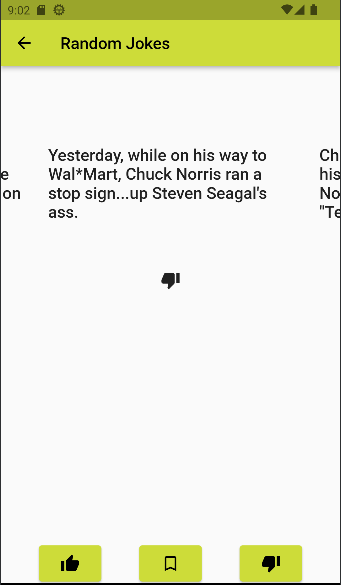 9:02
Random Jokes
e
on
Yesterday, while on his way to
Wal*Mart, Chuck Norris ran a
stop sign...up Steven Seagal's
ass.
Ch
his
No
"Te